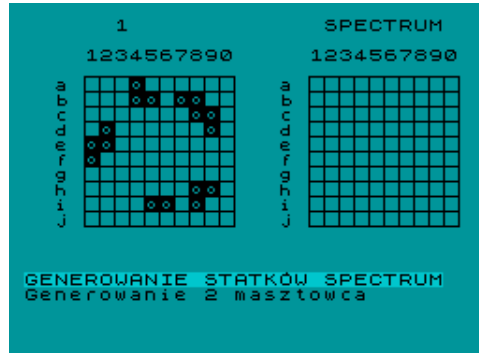 1 SPECTRUM
1234567890 1234567890
a a
b b
c c
d d
e e
f f
g g
h h
i i
j j
GENEROWANIE STATKÓW SPECTRUM
Generowanie 2 masztowca